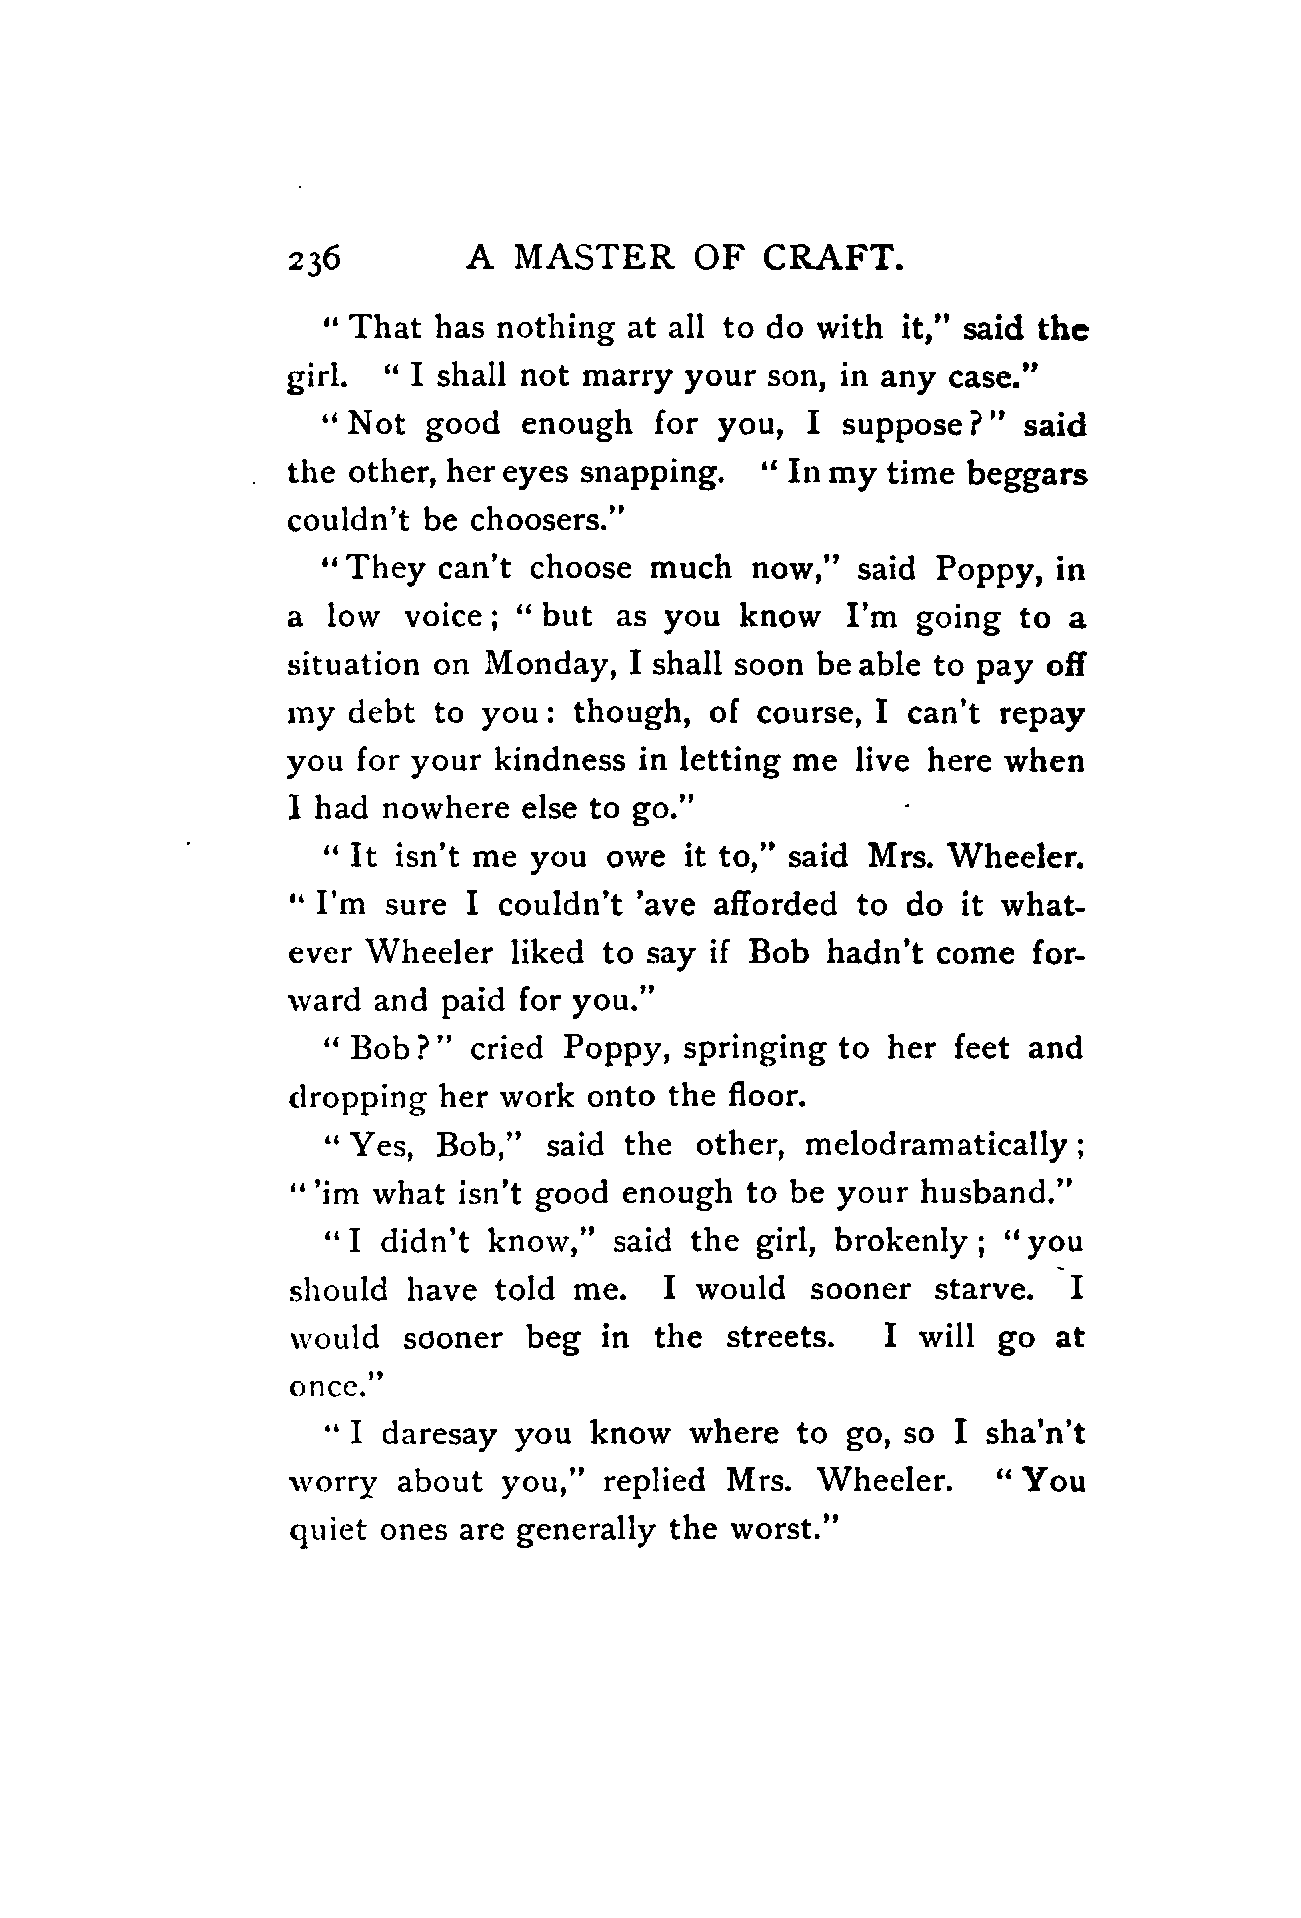 236 A MASTER OF CRAFT.
" That has nothing at all to do with it," said the
girl. " I shall not marry your son, in any case."
" Not good enough for you, I suppose?" said
the other, her eyes snapping. " In my time beggars
couldn't be choosers."
" They can't choose much now," said Poppy, in
a low voice ; " but as you know I'm going to a
situation on Monday, I shall soon be able to pay off
my debt to you : though, of course, I can't repay
you for your kindness in letting me live here when
I had nowhere else to go."
" It isn't me you owe it to," said Mrs. Wheeler.
" I'm sure I couldn't 'ave afforded to do it what-
ever Wheeler liked to say if Bob hadn't come for-
ward and paid for you."
" Bob?" cried Poppy, springing to her feet and
dropping her work onto the floor.
" Yes, Bob," said the other, melodramatically ;
" 'im what isn't good enough to be your husband."
" I didn't know," said the girl, brokenly ; " you
should have told me. I would sooner starve. I
would sooner beg in the streets. I will go at
once."
" I daresay you know where to go, so I sha'n't
worry about you," replied Mrs. Wheeler. " You
quiet ones are generally the worst."